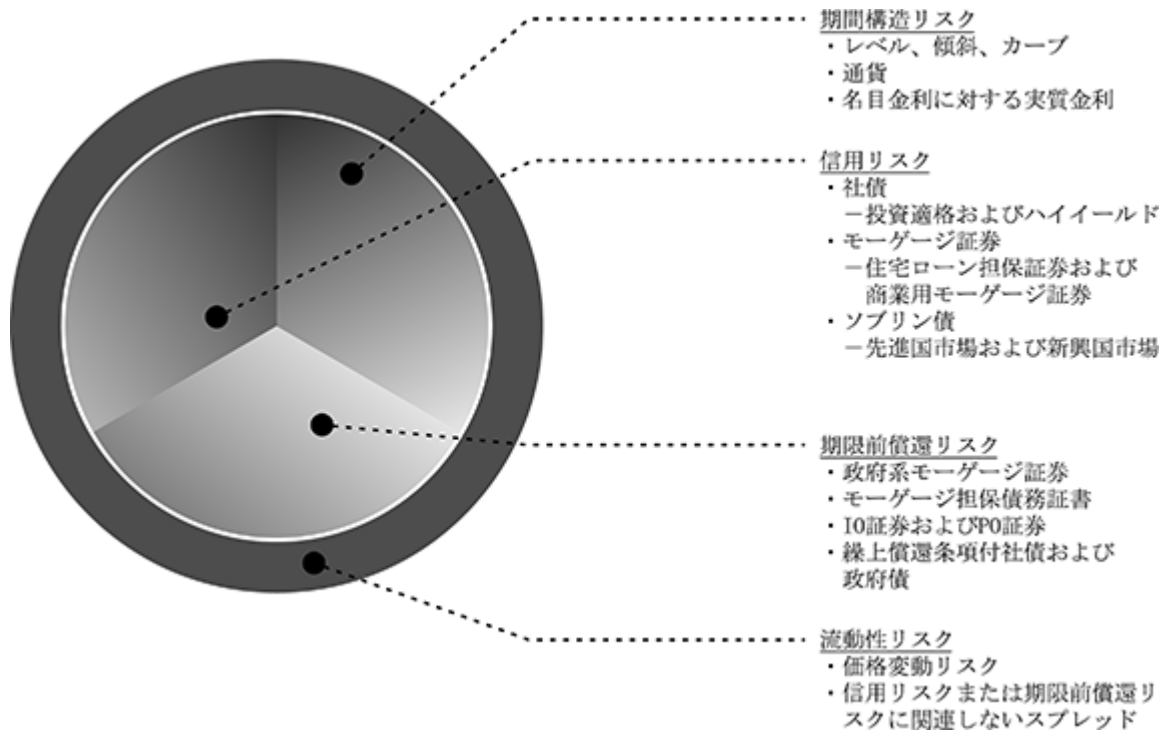 期間構造リスク
・レベル、傾斜、カーブ
・通貨
・名目金利に対する実質金利
信用リスク
・社債
－投資適格およびハイイールド
・モーゲージ証券
－住宅ローン担保証券および
商業用モーゲージ証券
・ソブリン債
－先進国市場および新興国市場
期限前償還リスク
・政府系モーゲージ証券
・モーゲージ担保債務証書
・IO証券およびPO証券
・繰上償還条項付社債および
政府債
流動性リスク
・価格変動リスク
・信用リスクまたは期限前償還リ
スクに関連しないスプレッド